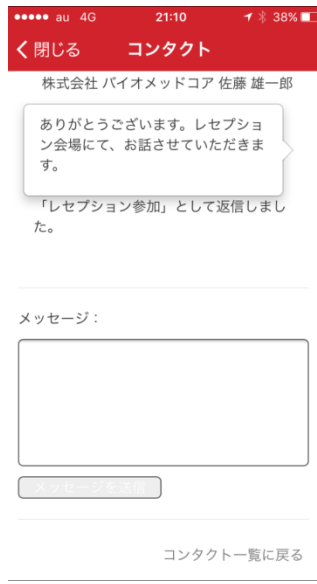 au 4G 21:10 38%
閉じる コンタクト
株式会社 バイオメッドコア 佐藤 雄一郎
ありがとうございます。レセプショ
ン会場にて、お話させていただきま
す。
「レセプション参加」として返信しまし
た。
メッセージ：
メッセージを送信
コンタクト一覧に戻る